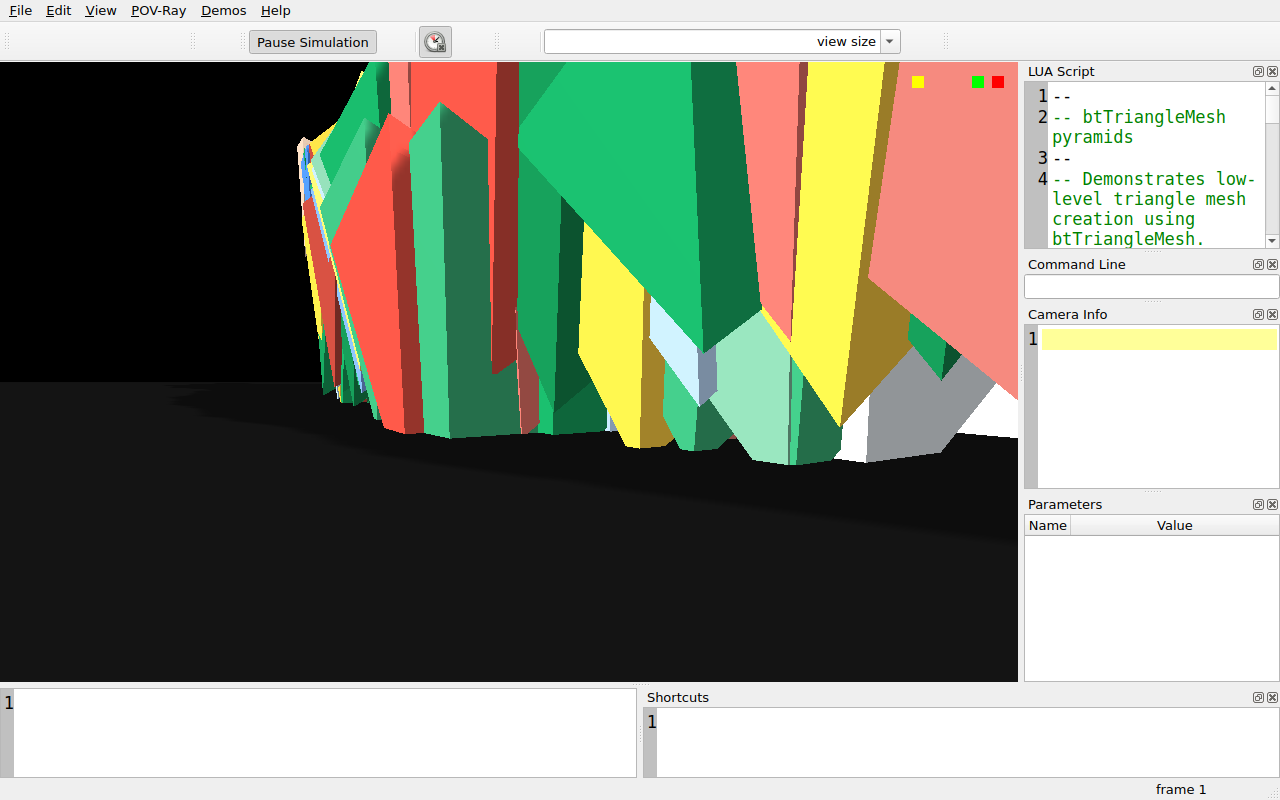 File Edit View POV-Ray Demos Help
Pause Simulation
view size
LUA Script
1 --
2 -- btTriangleMesh
pyramids
3 --
4 -- Demonstrates low-
level triangle mesh
creation using
btTriangleMesh.
Command Line
Camera Info
1
Parameters
Name Value
1
Shortcuts
1
frame 1